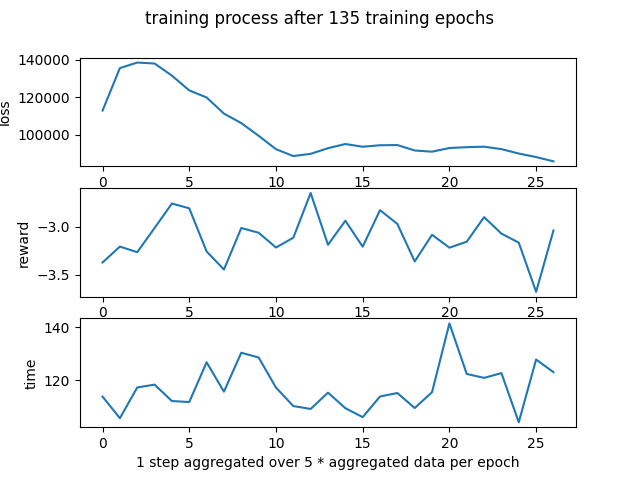 training process after 135 training epochs
140000
120000
100000
loss
0 5 10 15 20 25
−3.0
−3.5
reward
0 5 10 15 20 25
140
120
time
0 5 10 15 20 25
1 step aggregated over 5 * aggregated data per epoch